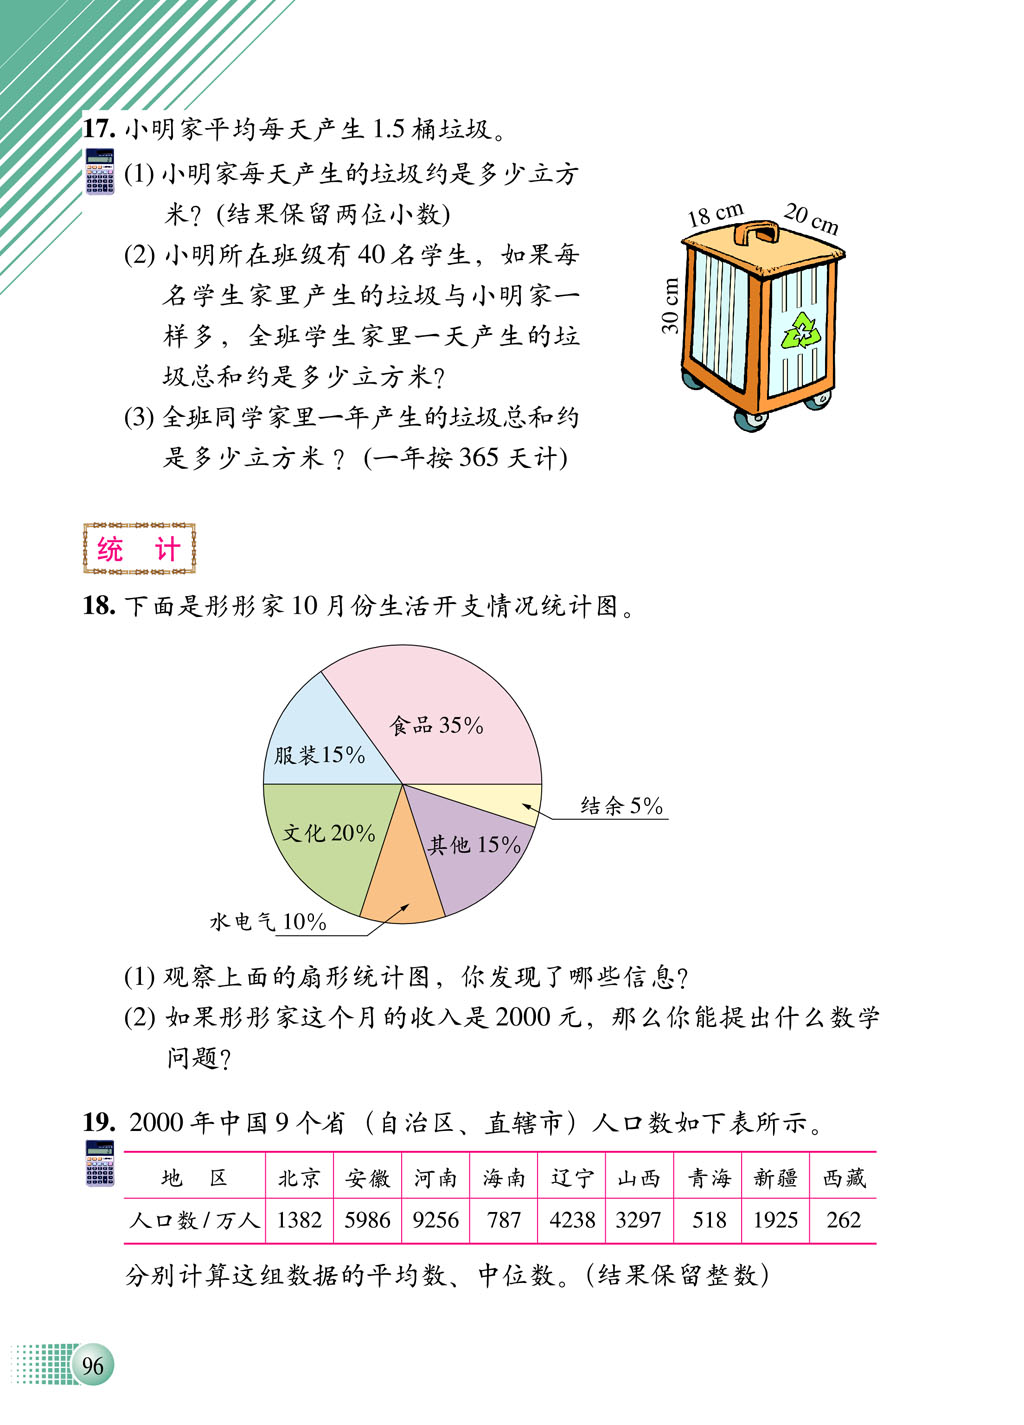 17. 小明家平均每天产生 1.5 桶垃圾。
(1) 小明家每天产生的垃圾约是多少立方
米？(结果保留两位小数)
(2) 小明所在班级有 40 名学生，如果每
名学生家里产生的垃圾与小明家一
样多，全班学生家里一天产生的垃
圾总和约是多少立方米？
(3) 全班同学家里一年产生的垃圾总和约
是多少立方米？(一年按 365 天计)
18 cm
20 cm
30 cm
统 计
18. 下面是彤彤家 10 月份生活开支情况统计图。
食品 35%
服装15%
结余 5%
文化 20%
其他 15%
水电气 10%
(1) 观察上面的扇形统计图，你发现了哪些信息？
(2) 如果彤彤家这个月的收入是 2000 元，那么你能提出什么数学
问题？
19. 2000 年中国 9 个省（自治区、直辖市）人口数如下表所示。
地 区 北京 安徽 河南 海南 辽宁 山西 青海 新疆 西藏
人口数/万人 1382 5986 9256 787 4238 3297 518 1925 262
分别计算这组数据的平均数、中位数。（结果保留整数）
96